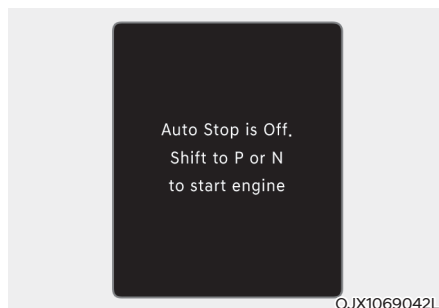 Auto Stop is Off.
Shift to P or N
to start engine
OJX1069042L